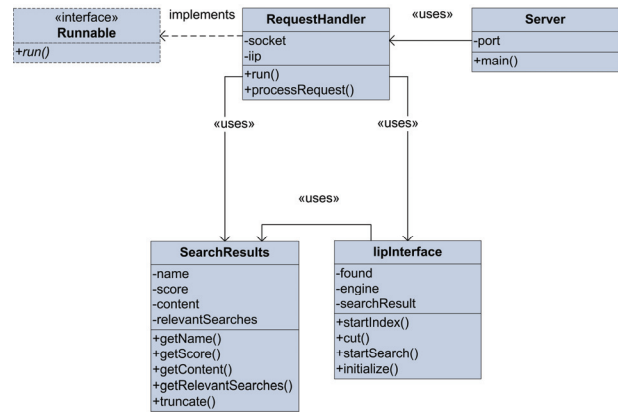 «interface»
Runnable
+run()
implements
RequestHandler
-socket
-iip
+run()
+processRequest()
«uses»
Server
-port
+main()
«uses»
«uses»
«uses»
SearchResults
-name
-score
-content
-relevantSearches
+getName()
+getScore()
+getContent()
+getRelevantSearches()
+truncate()
IipInterface
-found
-engine
-searchResult
+startIndex()
+cut()
+startSearch()
+initialize()